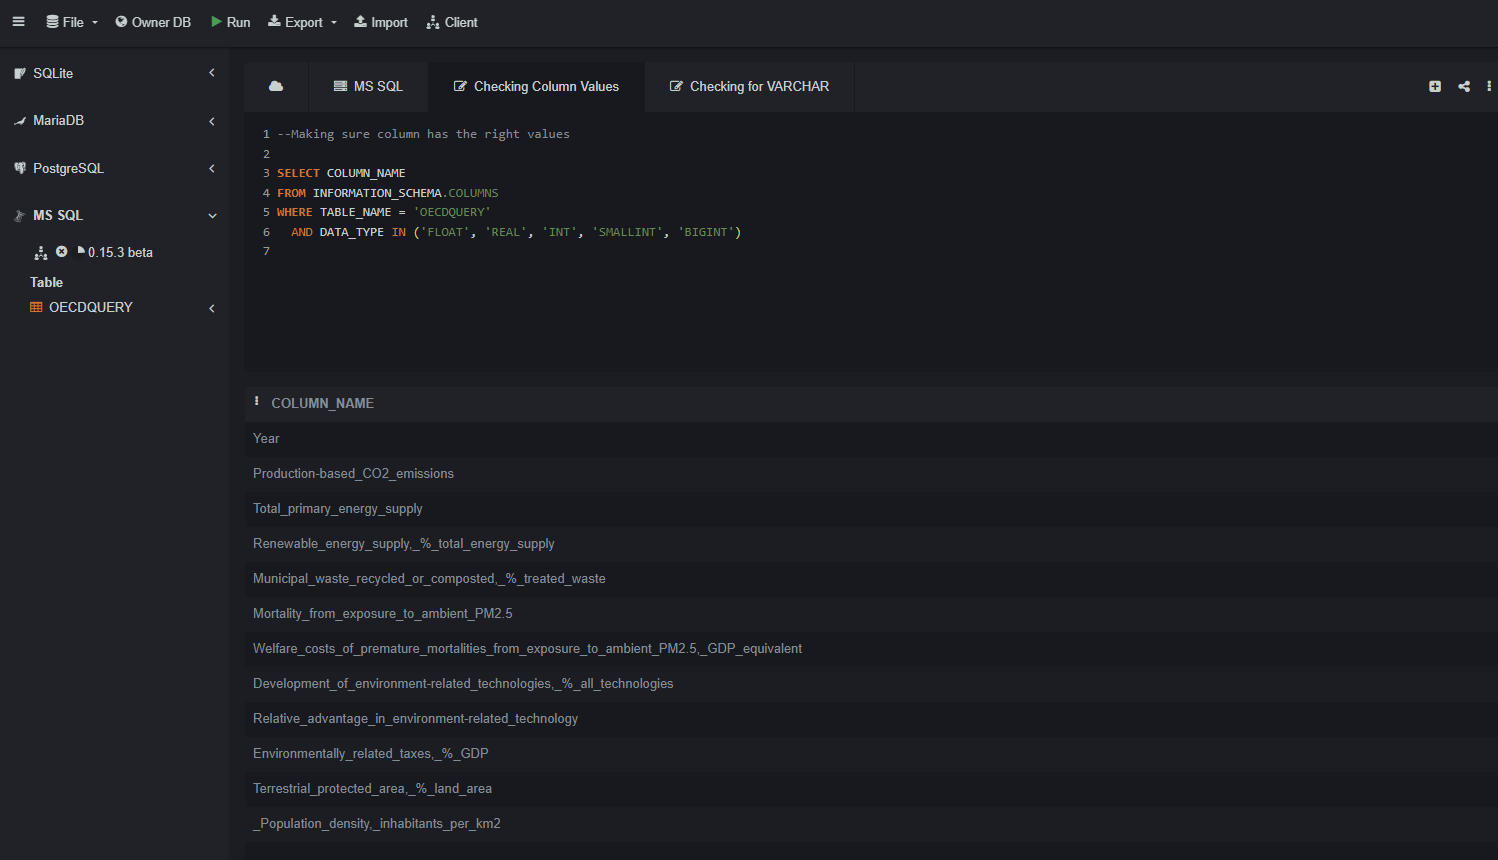 File Owner DB Run Export Import Client
SQLite
MariaDB
PostgreSQL
MS SQL
0.15.3 beta
Table
OECDQUERY
MS SQL Checking Column Values Checking for VARCHAR
1 --Making sure column has the right values
2
3 SELECT COLUMN_NAME
4 FROM INFORMATION_SCHEMA.COLUMNS
5 WHERE TABLE_NAME = 'OECDQUERY'
6 AND DATA_TYPE IN ('FLOAT', 'REAL', 'INT', 'SMALLINT', 'BIGINT')
7
COLUMN_NAME
Year
Production-based_CO2_emissions
Total_primary_energy_supply
Renewable_energy_supply,_%_total_energy_supply
Municipal_waste_recycled_or_composted,_%_treated_waste
Mortality_from_exposure_to_ambient_PM2.5
Welfare_costs_of_premature_mortalities_from_exposure_to_ambient_PM2.5,_GDP_equivalent
Development_of_environment-related_technologies,_%_all_technologies
Relative_advantage_in_environment-related_technology
Environmentally_related_taxes,_%_GDP
Terrestrial_protected_area,_%_land_area
_Population_density,_inhabitants_per_km2